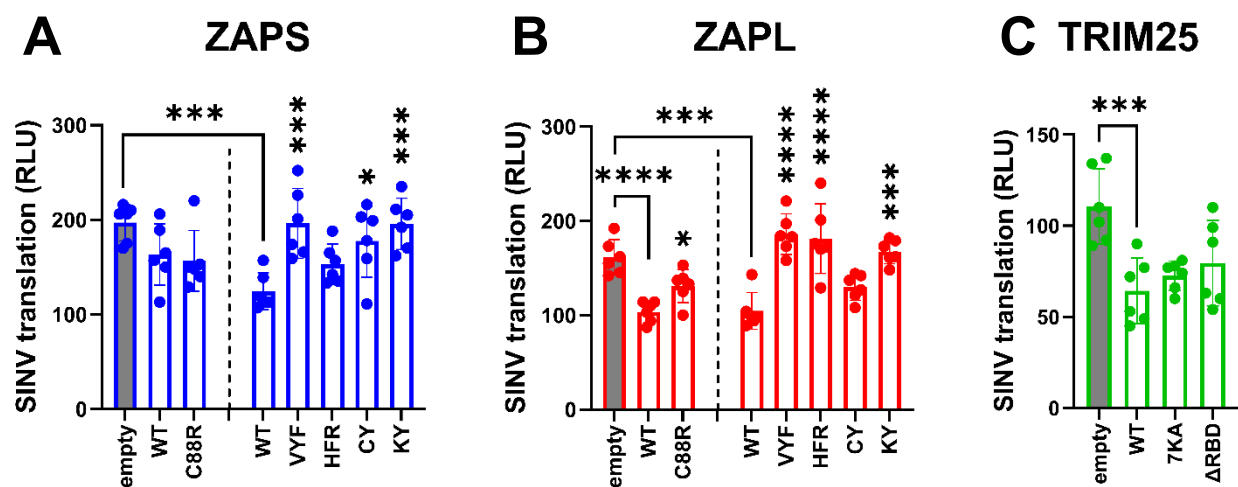 A ZAPS
SINV translation (RLU)
300
200
100
0
***
***
*
***
empty
WT
C88R
WT
VYF
HFR
CY
KY
B ZAPL
SINV translation (RLU)
300
200
100
0
***
****
*
****
****
***
empty
WT
C88R
WT
VYF
HFR
CY
KY
C TRIM25
SINV translation (RLU)
150
100
50
0
***
empty
WT
7KA
ΔRBD